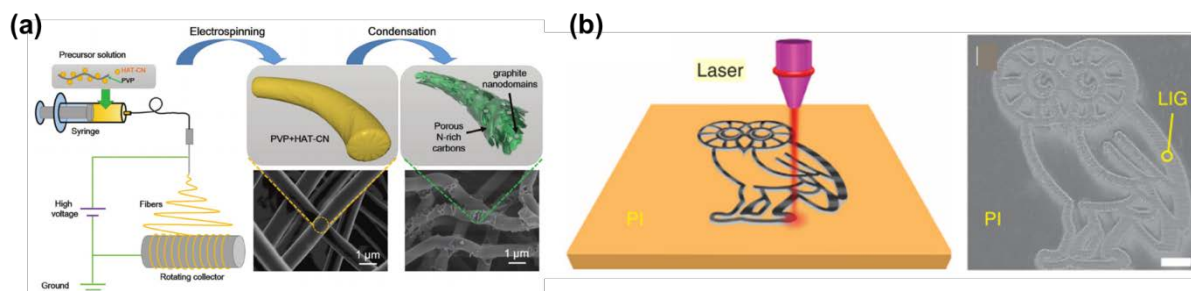 (a)
Electrospinning
Condensation
Precursor solution
HAT-CN
PVP
Syringe
High
voltage
Fibers
Ground
Rotating collector
PVP+HAT-CN
1 μm
graphite
nanodomains
Porous
N-rich
carbons
1 μm
(b)
Laser
PI
LIG
PI